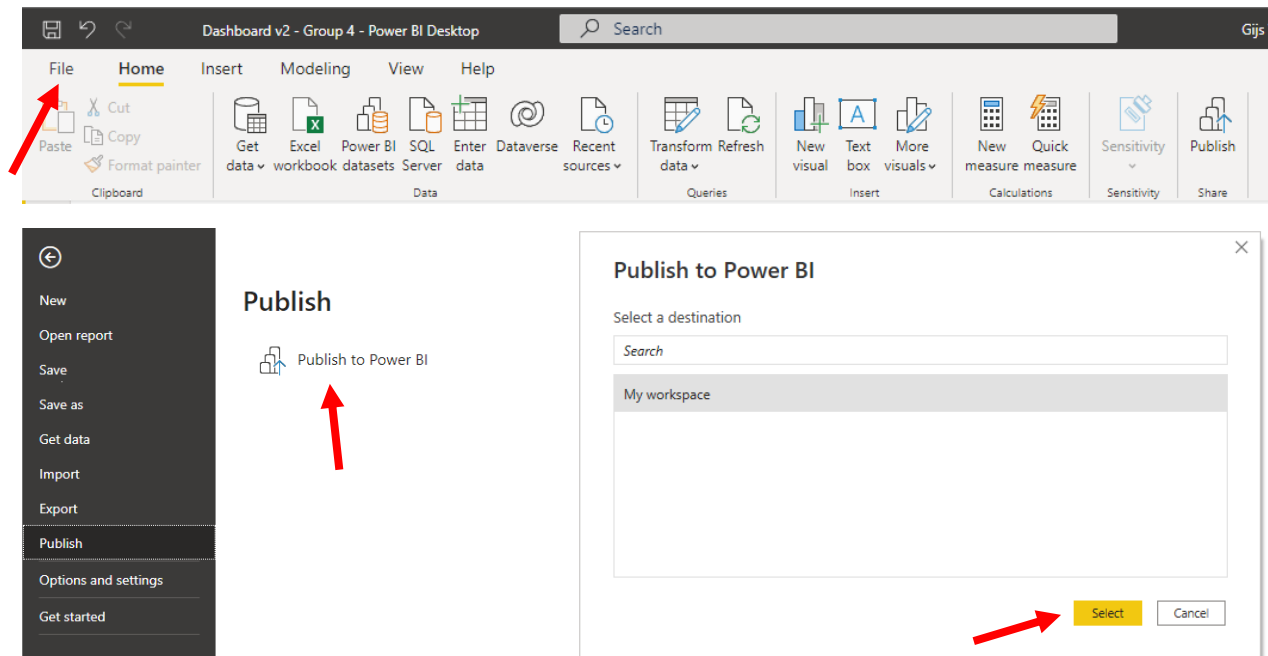 Dashboard v2 - Group 4 - Power BI Desktop
Search
Gijs
File Home Insert Modeling View Help
Paste
Cut
Copy
Format painter
Clipboard
Get data
Excel workbook
Power BI datasets
SQL Server
Enter data
Dataverse
Recent sources
Data
Transform data
Refresh
Queries
New visual
Text box
More visuals
Insert
New measure
Quick measure
Calculations
Sensitivity
Sensitivity
Publish
Share
New
Open report
Save
Save as
Get data
Import
Export
Publish
Options and settings
Get started
Publish
Publish to Power BI
Publish to Power BI
Select a destination
Search
My workspace
Select
Cancel